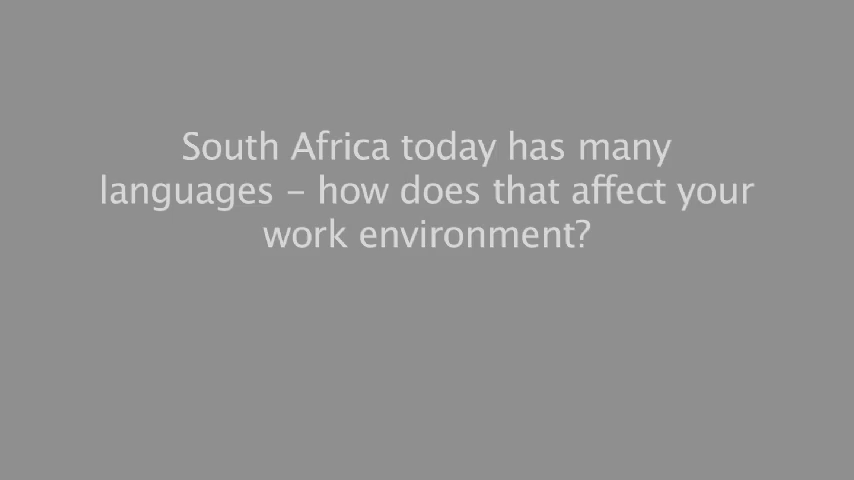 South Africa today has many
languages – how does that affect your
work environment?